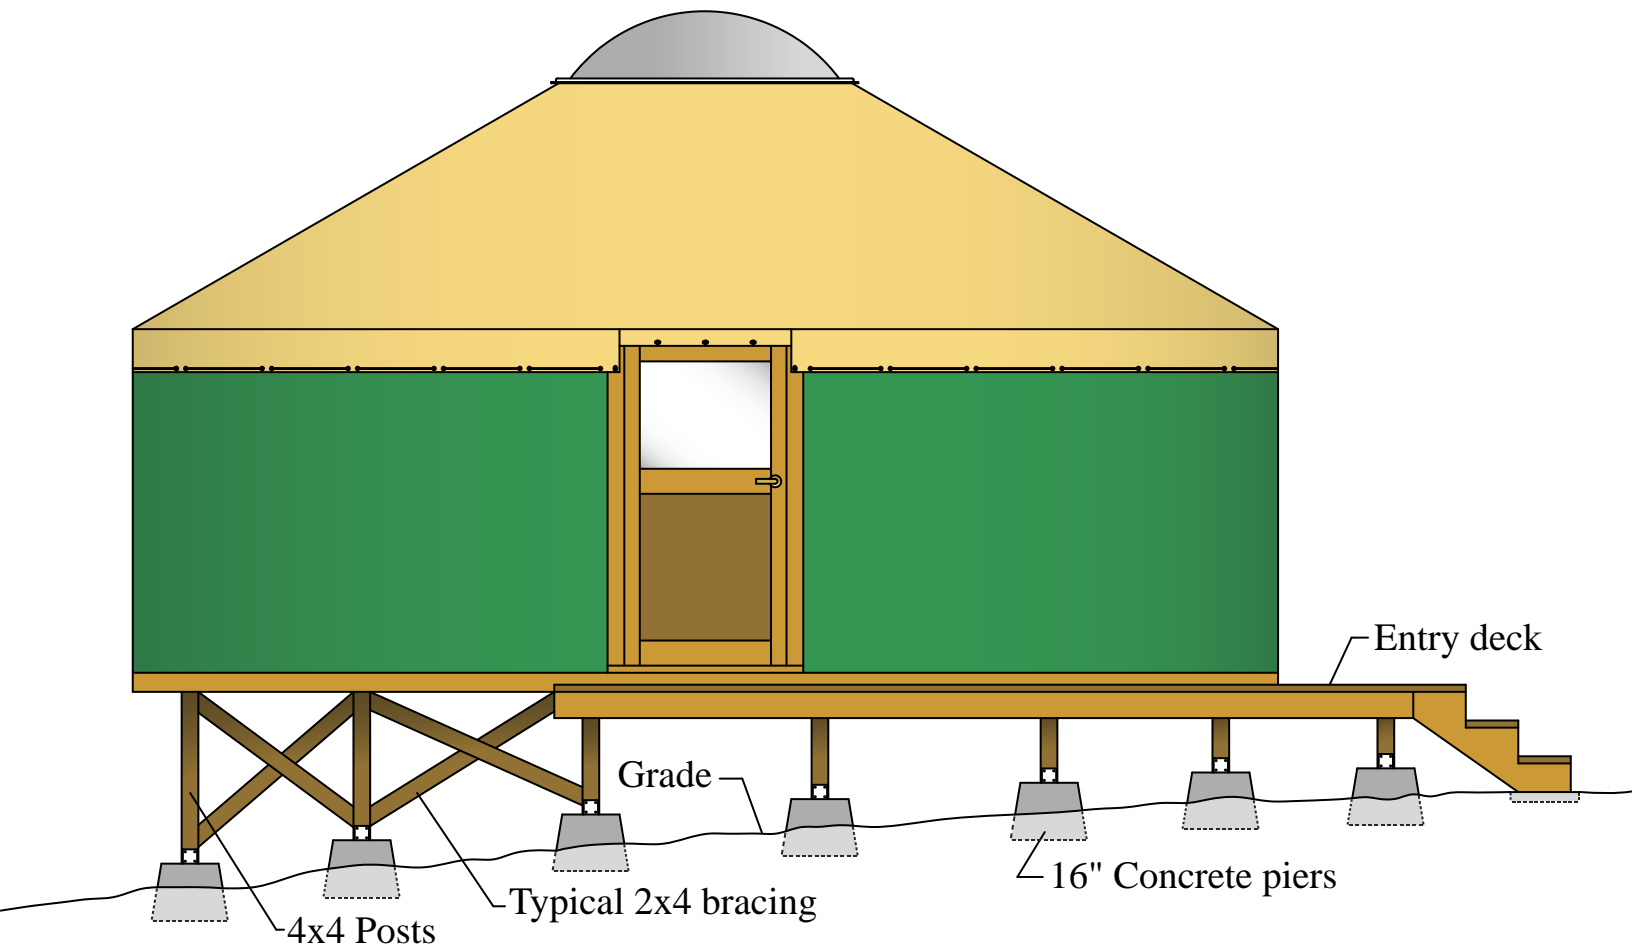 Entry deck
Grade
16" Concrete piers
Typical 2x4 bracing
4x4 Posts